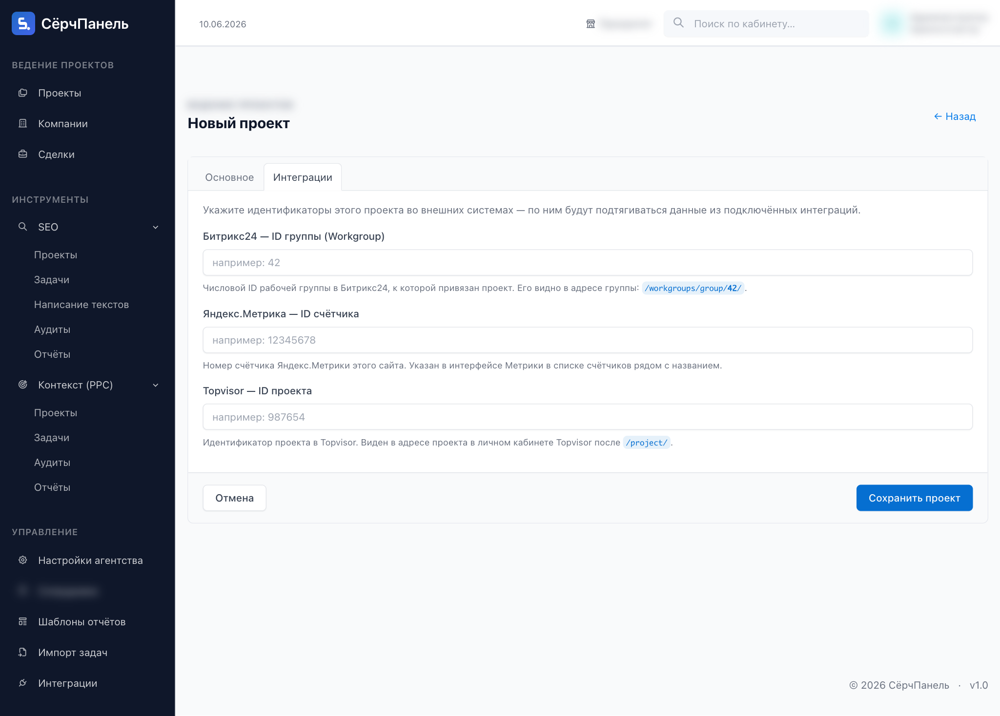 S.
СёрчПанель
ВЕДЕНИЕ ПРОЕКТОВ
Проекты
Компании
Сделки
ИНСТРУМЕНТЫ
SEO
Проекты
Задачи
Написание текстов
Аудиты
Отчёты
Контекст (PPC)
Проекты
Задачи
Аудиты
Отчёты
УПРАВЛЕНИЕ
Настройки агентства
Шаблоны отчётов
Импорт задач
Интеграции
10.06.2026
Поиск по кабинету...
Новый проект
← Назад
Основное
Интеграции
Укажите идентификаторы этого проекта во внешних системах — по ним будут подтягиваться данные из подключённых интеграций.
Битрикс24 — ID группы (Workgroup)
например: 42
Числовой ID рабочей группы в Битрикс24, к которой привязан проект. Его видно в адресе группы: /workgroups/group/42/.
Яндекс.Метрика — ID счётчика
например: 12345678
Номер счётчика Яндекс.Метрики этого сайта. Указан в интерфейсе Метрики в списке счётчиков рядом с названием.
Topvisor — ID проекта
например: 987654
Идентификатор проекта в Topvisor. Виден в адресе проекта в личном кабинете Topvisor после /project/.
Отмена
Сохранить проект
© 2026 СёрчПанель · v1.0